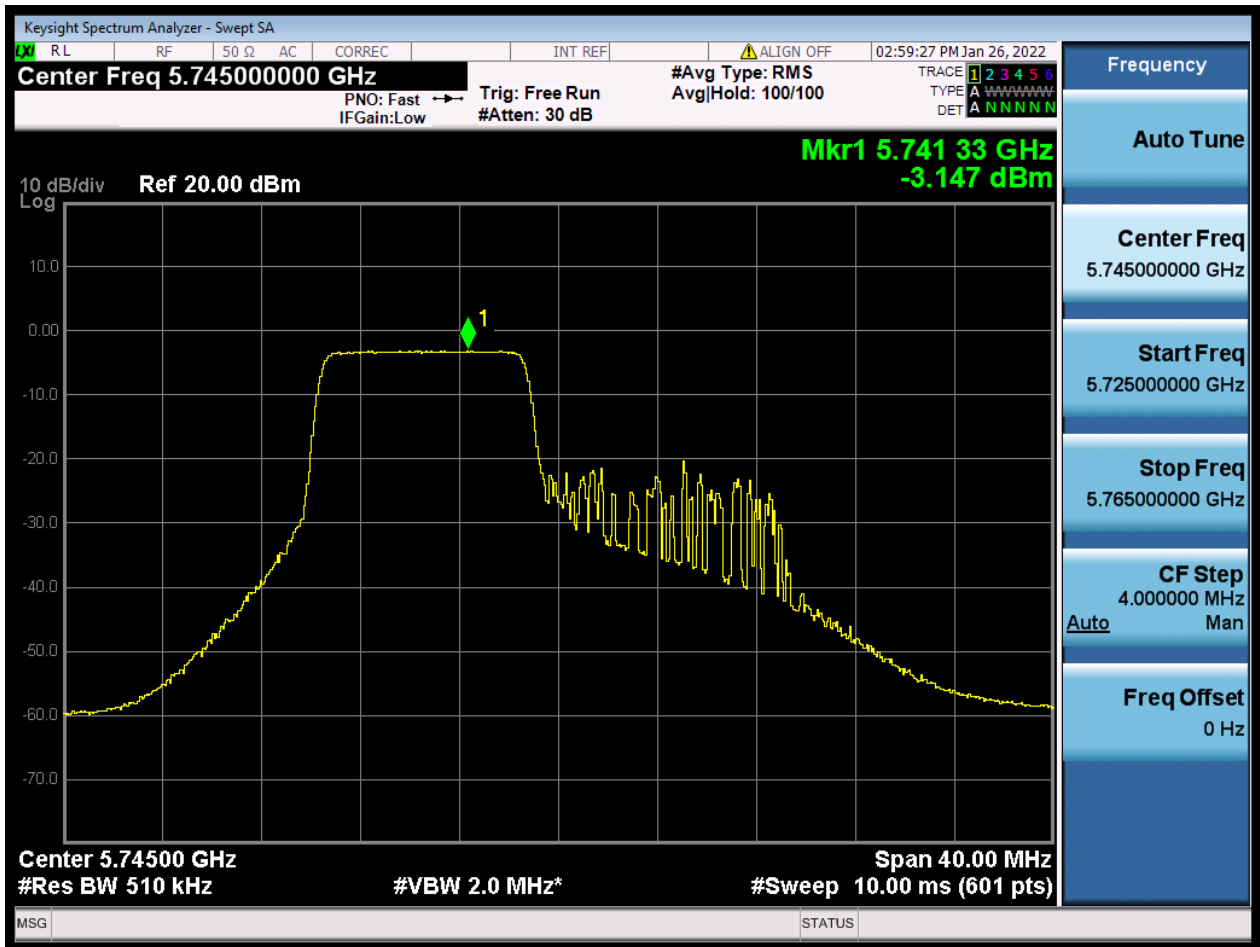 Keysight Spectrum Analyzer - Swept SA
LXI RL RF 50 Ω AC CORREC INT REF ALIGN OFF 02:59:27 PM Jan 26, 2022
Center Freq 5.745000000 GHz
PNO: Fast
IFGain:Low
Trig: Free Run
#Atten: 30 dB
#Avg Type: RMS
Avg|Hold: 100/100
TRACE 1 2 3 4 5 6
TYPE A WWWWW
DET A N N N N N
Mkr1 5.741 33 GHz
-3.147 dBm
10 dB/div Ref 20.00 dBm
Log
1
10.0
0.00
-10.0
-20.0
-30.0
-40.0
-50.0
-60.0
-70.0
Center 5.74500 GHz Span 40.00 MHz
#Res BW 510 kHz #VBW 2.0 MHz* #Sweep 10.00 ms (601 pts)
MSG STATUS
Frequency
Auto Tune
Center Freq
5.745000000 GHz
Start Freq
5.725000000 GHz
Stop Freq
5.765000000 GHz
CF Step
4.000000 MHz
Auto Man
Freq Offset
0 Hz